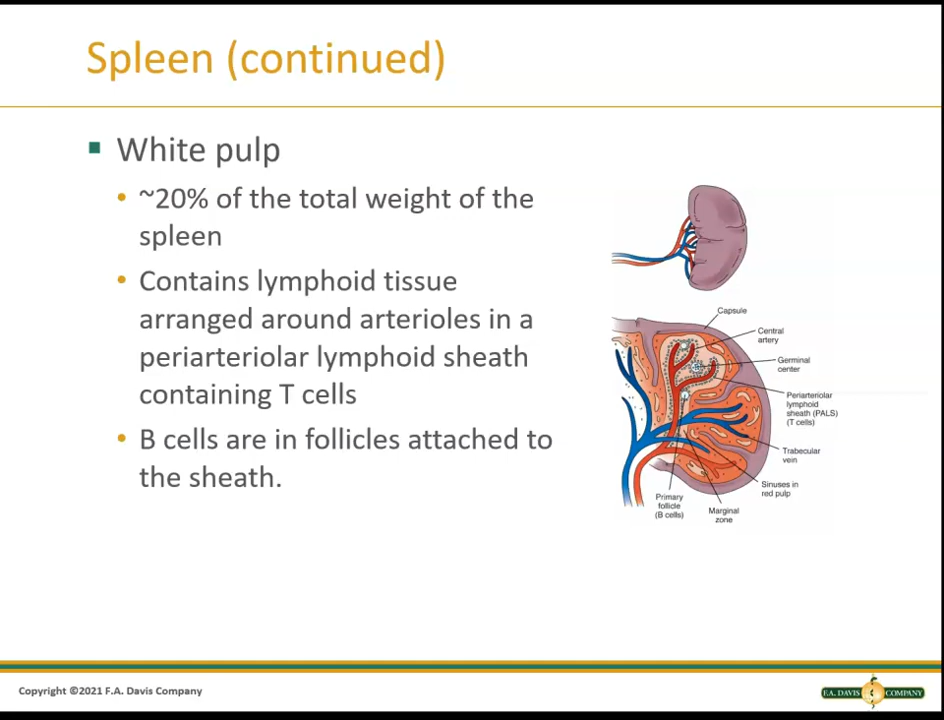 Spleen (continued)
White pulp
~20% of the total weight of the
spleen
Contains lymphoid tissue
arranged around arterioles in a
periarteriolar lymphoid sheath
containing T cells
B cells are in follicles attached to
the sheath.
Capsule
Central
artery
Germinal
center
Periarteriolar
lymphoid
sheath (PALS)
(T cells)
Trabecular
vein
Sinuses in
red pulp
Primary
follicle
(B cells)
Marginal
zone
Copyright ©2021 F.A. Davis Company
F.A. DAVIS COMPANY